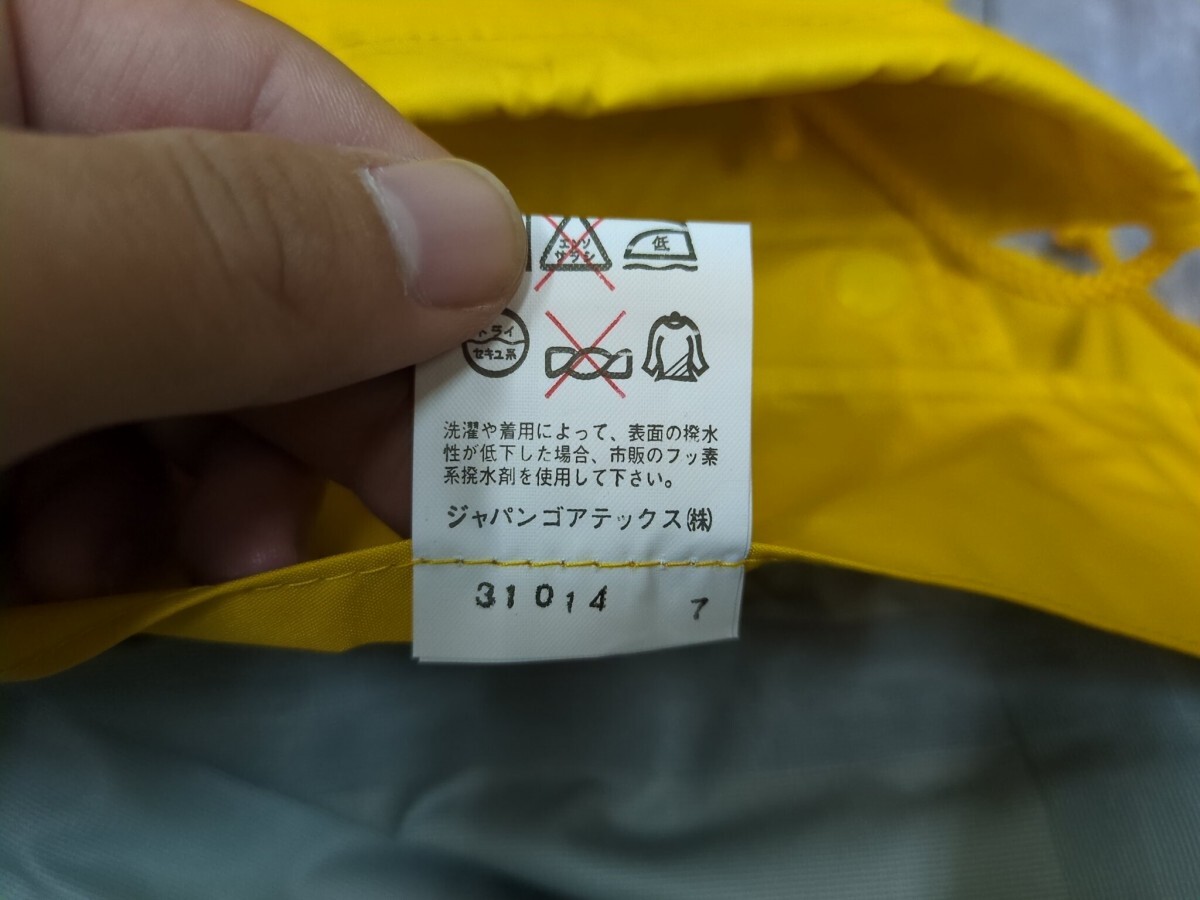 エンソ
サラシ
低
ドライ
セキユ系
洗濯や着用によって、表面の撥水
性が低下した場合、市販のフッ素
系撥水剤を使用して下さい。
ジャパンゴアテックス㈱
31014 7